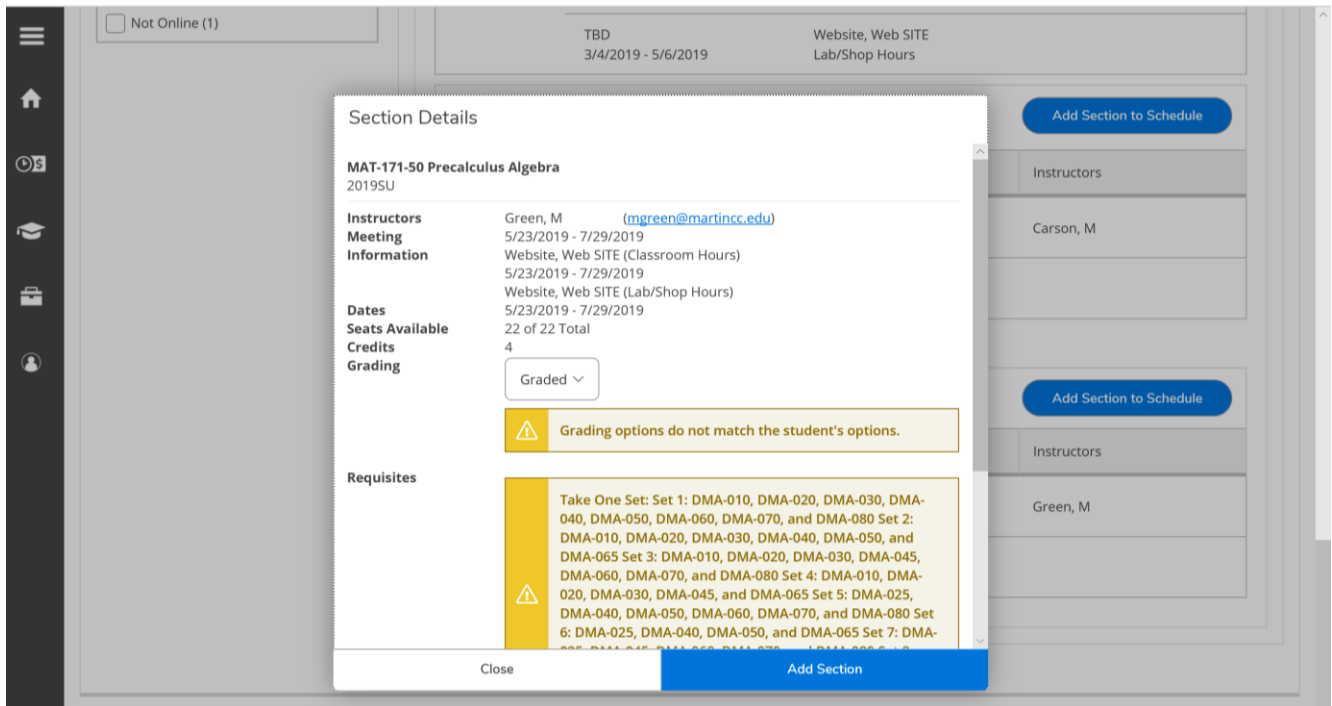 Not Online (1)
TBD Website, Web SITE
3/4/2019 - 5/6/2019 Lab/Shop Hours
Add Section to Schedule
Instructors
Carson, M
Add Section to Schedule
Instructors
Green, M
Section Details
MAT-171-50 Precalculus Algebra
2019SU
Instructors Green, M (mgreen@martincc.edu)
Meeting 5/23/2019 - 7/29/2019
Information Website, Web SITE (Classroom Hours)
5/23/2019 - 7/29/2019
Website, Web SITE (Lab/Shop Hours)
Dates 5/23/2019 - 7/29/2019
Seats Available 22 of 22 Total
Credits 4
Grading Graded
Grading options do not match the student's options.
Requisites
Take One Set: Set 1: DMA-010, DMA-020, DMA-030, DMA-
040, DMA-050, DMA-060, DMA-070, and DMA-080 Set 2:
DMA-010, DMA-020, DMA-030, DMA-040, DMA-050, and
DMA-065 Set 3: DMA-010, DMA-020, DMA-030, DMA-045,
DMA-060, DMA-070, and DMA-080 Set 4: DMA-010, DMA-
020, DMA-030, DMA-045, and DMA-065 Set 5: DMA-025,
DMA-040, DMA-050, DMA-060, DMA-070, and DMA-080 Set
6: DMA-025, DMA-040, DMA-050, and DMA-065 Set 7: DMA-
Close Add Section